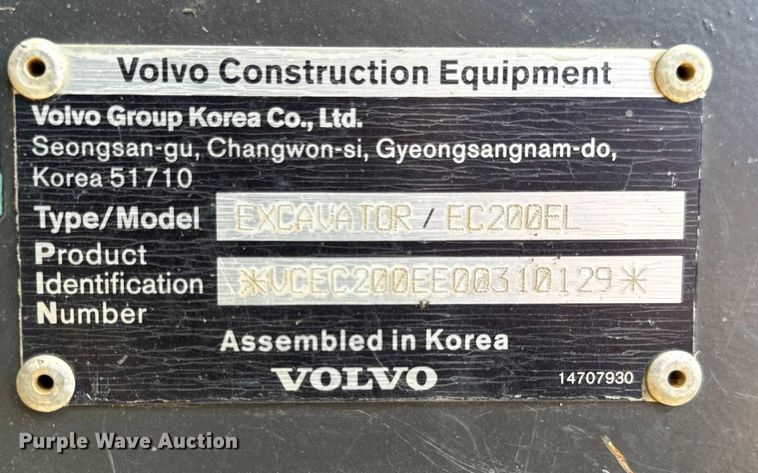 Volvo Construction Equipment
Volvo Group Korea Co., Ltd.
Seongsan-gu, Changwon-si, Gyeongsangnam-do,
Korea 51710
Type/Model EXCAVATOR / EC200EL
Product
Identification *VCEC200EE00310129*
Number
Assembled in Korea
VOLVO
14707930
Purple Wave Auction